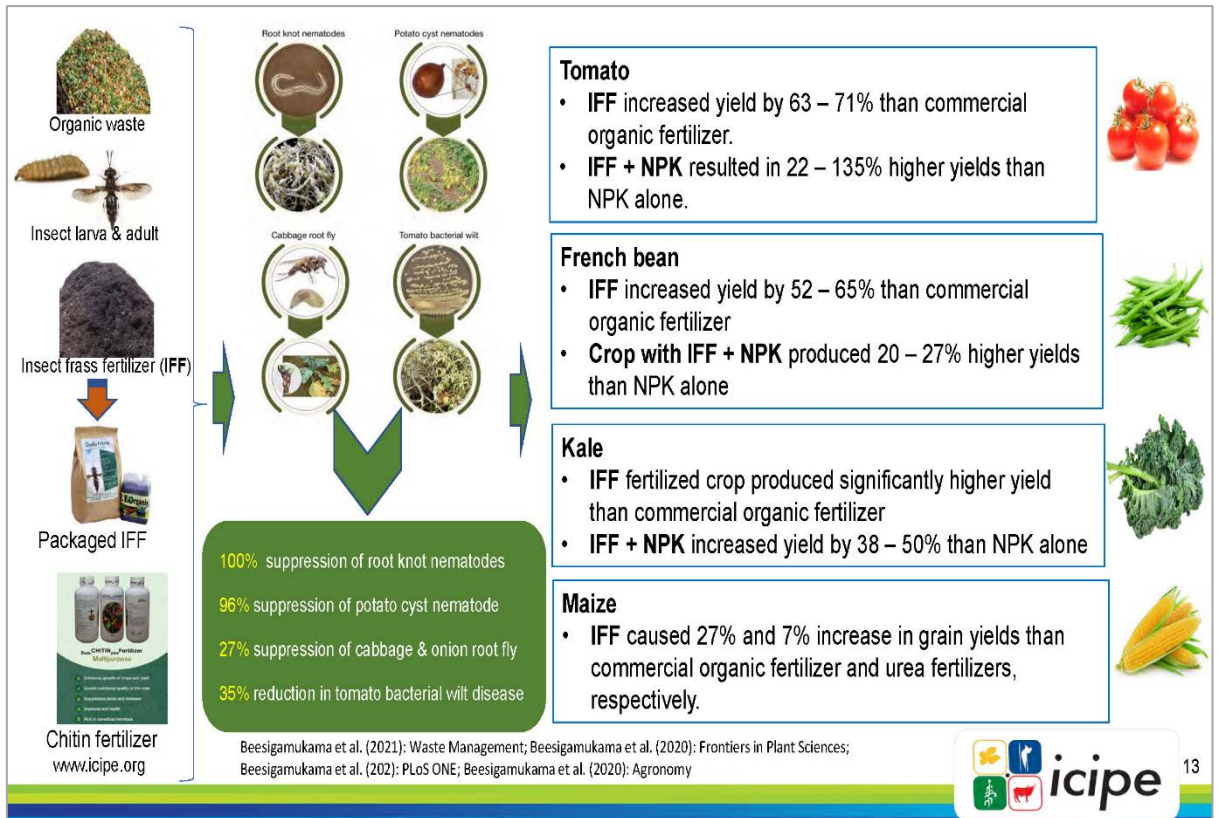 Organic waste
Insect larva & adult
Insect frass fertilizer (IFF)
Packaged IFF
CHITIN
Fertilizer
Multipurpose
Chitin fertilizer
www.icipe.org
Root knot nematodes
Potato cyst nematodes
Cabbage root fly
Tomato bacterial wilt
100% suppression of root knot nematodes
96% suppression of potato cyst nematode
27% suppression of cabbage & onion root fly
35% reduction in tomato bacterial wilt disease
Tomato
• IFF increased yield by 63 – 71% than commercial
organic fertilizer.
• IFF + NPK resulted in 22 – 135% higher yields than
NPK alone.
French bean
• IFF increased yield by 52 – 65% than commercial
organic fertilizer
• Crop with IFF + NPK produced 20 – 27% higher yields
than NPK alone
Kale
• IFF fertilized crop produced significantly higher yield
than commercial organic fertilizer
• IFF + NPK increased yield by 38 – 50% than NPK alone
Maize
• IFF caused 27% and 7% increase in grain yields than
commercial organic fertilizer and urea fertilizers,
respectively.
Beesigamukama et al. (2021): Waste Management; Beesigamukama et al. (2020): Frontiers in Plant Sciences;
Beesigamukama et al. (202): PLoS ONE; Beesigamukama et al. (2020): Agronomy
icipe
13